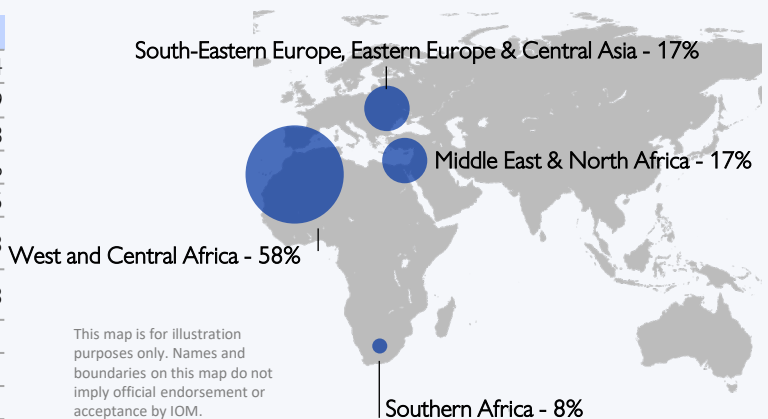 South-Eastern Europe, Eastern Europe & Central Asia - 17%
Middle East & North Africa - 17%
West and Central Africa - 58%
This map is for illustration
purposes only. Names and
boundaries on this map do not
imply official endorsement or
acceptance by IOM.
Southern Africa - 8%